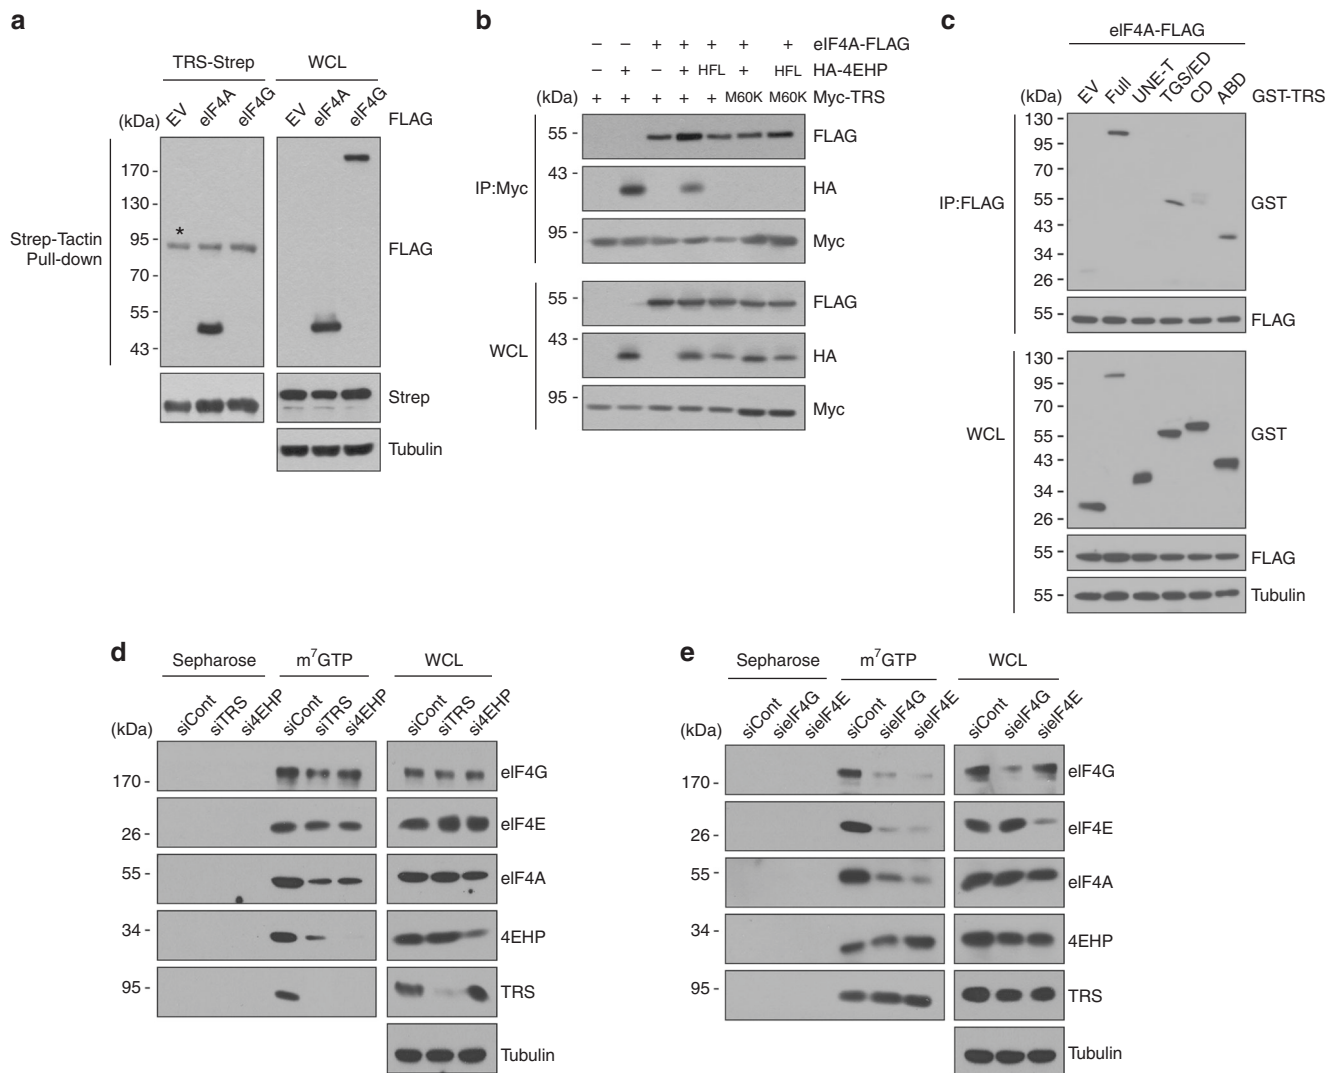 a
TRS-Strep WCL
(kDa) EV eIF4A eIF4G EV eIF4A eIF4G FLAG
170 -
130 -
95 -
70 -
55 -
43 -
*
Strep-Tactin
Pull-down
FLAG
Strep
Tubulin
b
– – + + + + + eIF4A-FLAG
– + – + HFL + HFL HA-4EHP
(kDa) + + + + + M60K M60K Myc-TRS
IP:Myc
55 - FLAG
43 - HA
95 - Myc
WCL
55 - FLAG
43 - HA
95 - Myc
c
eIF4A-FLAG
(kDa) EV Full UNE-T TGS/ED CD ABD GST-TRS
IP:FLAG
130 -
95 -
70 -
55 -
43 -
34 -
26 -
GST
55 - FLAG
WCL
130 -
95 -
70 -
55 -
43 -
34 -
26 -
GST
55 - FLAG
55 - Tubulin
d
Sepharose m7GTP WCL
(kDa) siCont siTRS si4EHP siCont siTRS si4EHP siCont siTRS si4EHP
170 - eIF4G
26 - eIF4E
55 - eIF4A
34 - 4EHP
95 - TRS
Tubulin
e
Sepharose m7GTP WCL
(kDa) siCont sieIF4G sieIF4E siCont sieIF4G sieIF4E siCont sieIF4G sieIF4E
170 - eIF4G
26 - eIF4E
55 - eIF4A
34 - 4EHP
95 - TRS
Tubulin